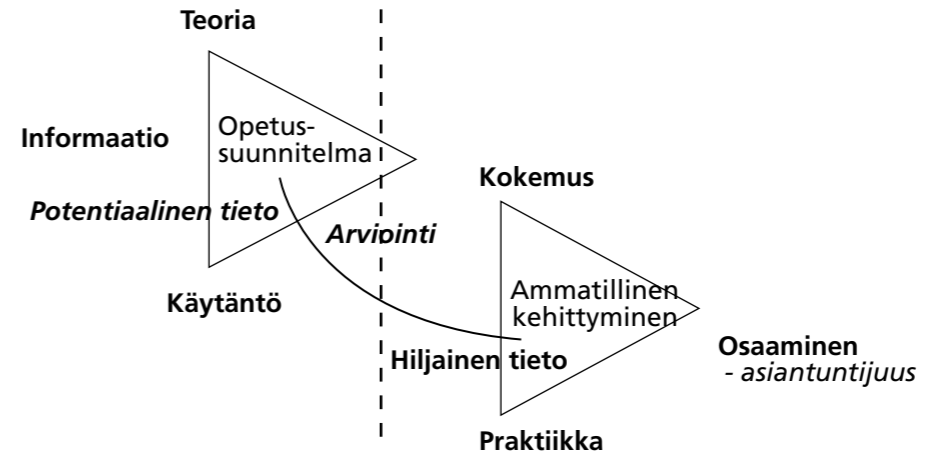 Teoria
Informaatio
Opetus-
suunnitelma
Potentiaalinen tieto
Arviointi
Käytäntö
Kokemus
Ammatillinen
kehittyminen
Hiljainen tieto
Osaaminen
- asiantuntijuus
Praktiikka